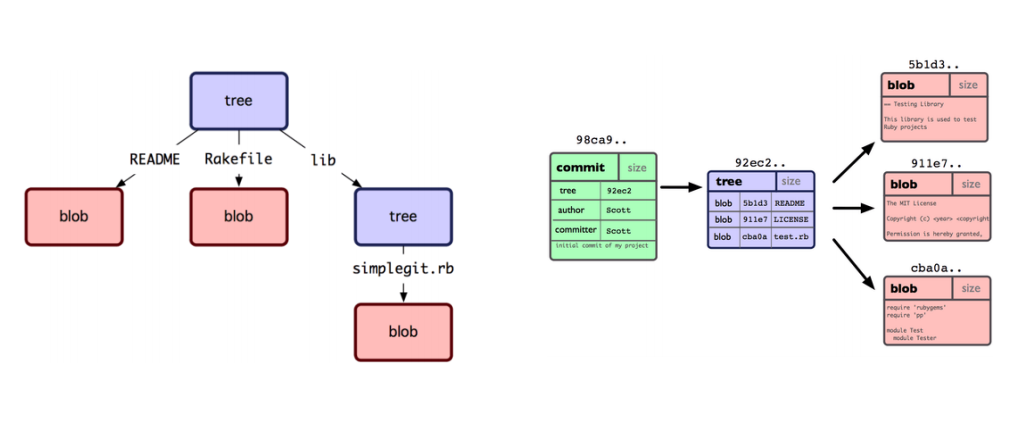 tree
README
Rakefile
lib
blob
blob
tree
simplegit.rb
blob
98ca9..
commit size
tree 92ec2
author Scott
committer Scott
initial commit of my project
92ec2..
tree size
blob 5b1d3 README
blob 911e7 LICENSE
blob cba0a test.rb
5b1d3..
blob size
== Testing Library
This library is used to test
Ruby projects
911e7..
blob size
The MIT License
Copyright (c) <year> <copyright
Permission is hereby granted,
cba0a..
blob size
require 'rubygems'
require 'pp'
module Test
module Tester